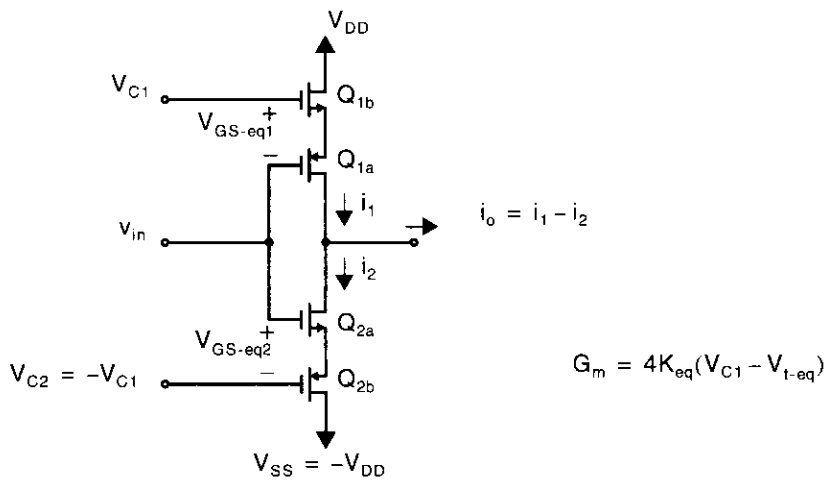 V_DD
V_C1
Q_1b
V_GS-eq1
+
−
Q_1a
i_1
v_in
i_o = i_1 − i_2
i_2
+
Q_2a
V_GS-eq2
V_C2 = −V_C1
−
Q_2b
G_m = 4K_eq(V_C1 − V_t-eq)
V_SS = −V_DD